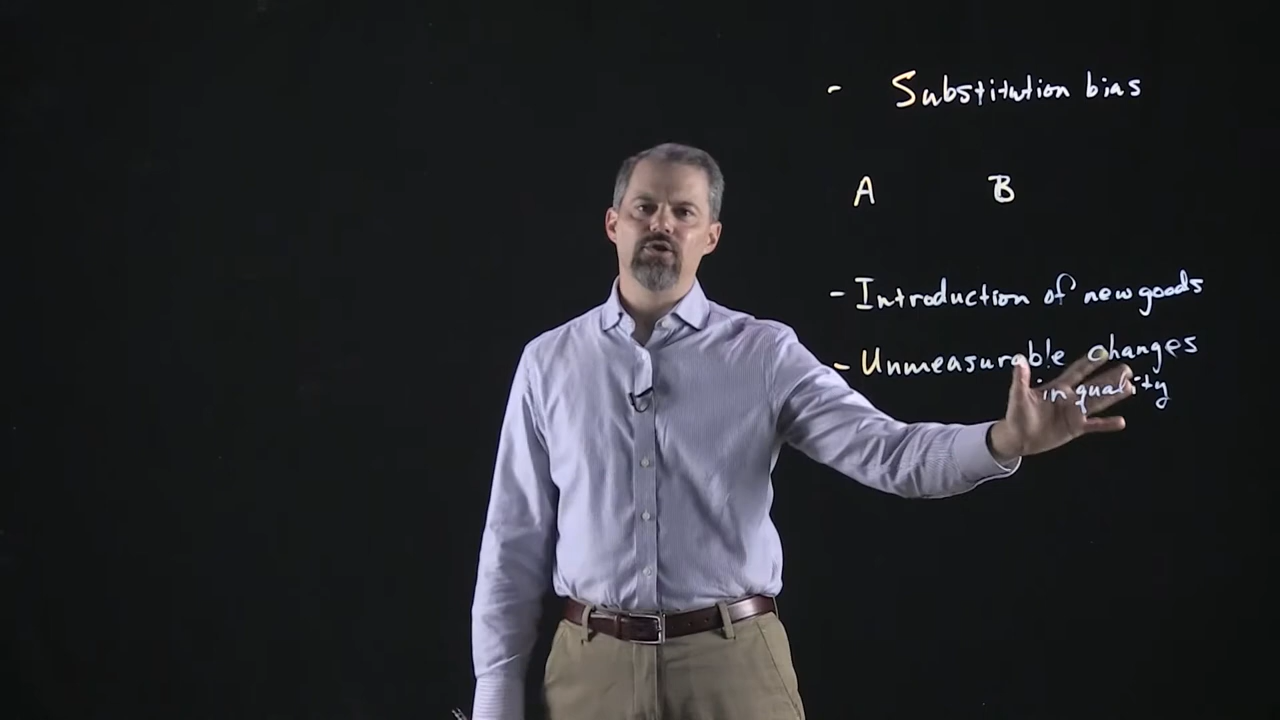 - Substitution bias
A B
- Introduction of new goods
- Unmeasurable changes
in quality